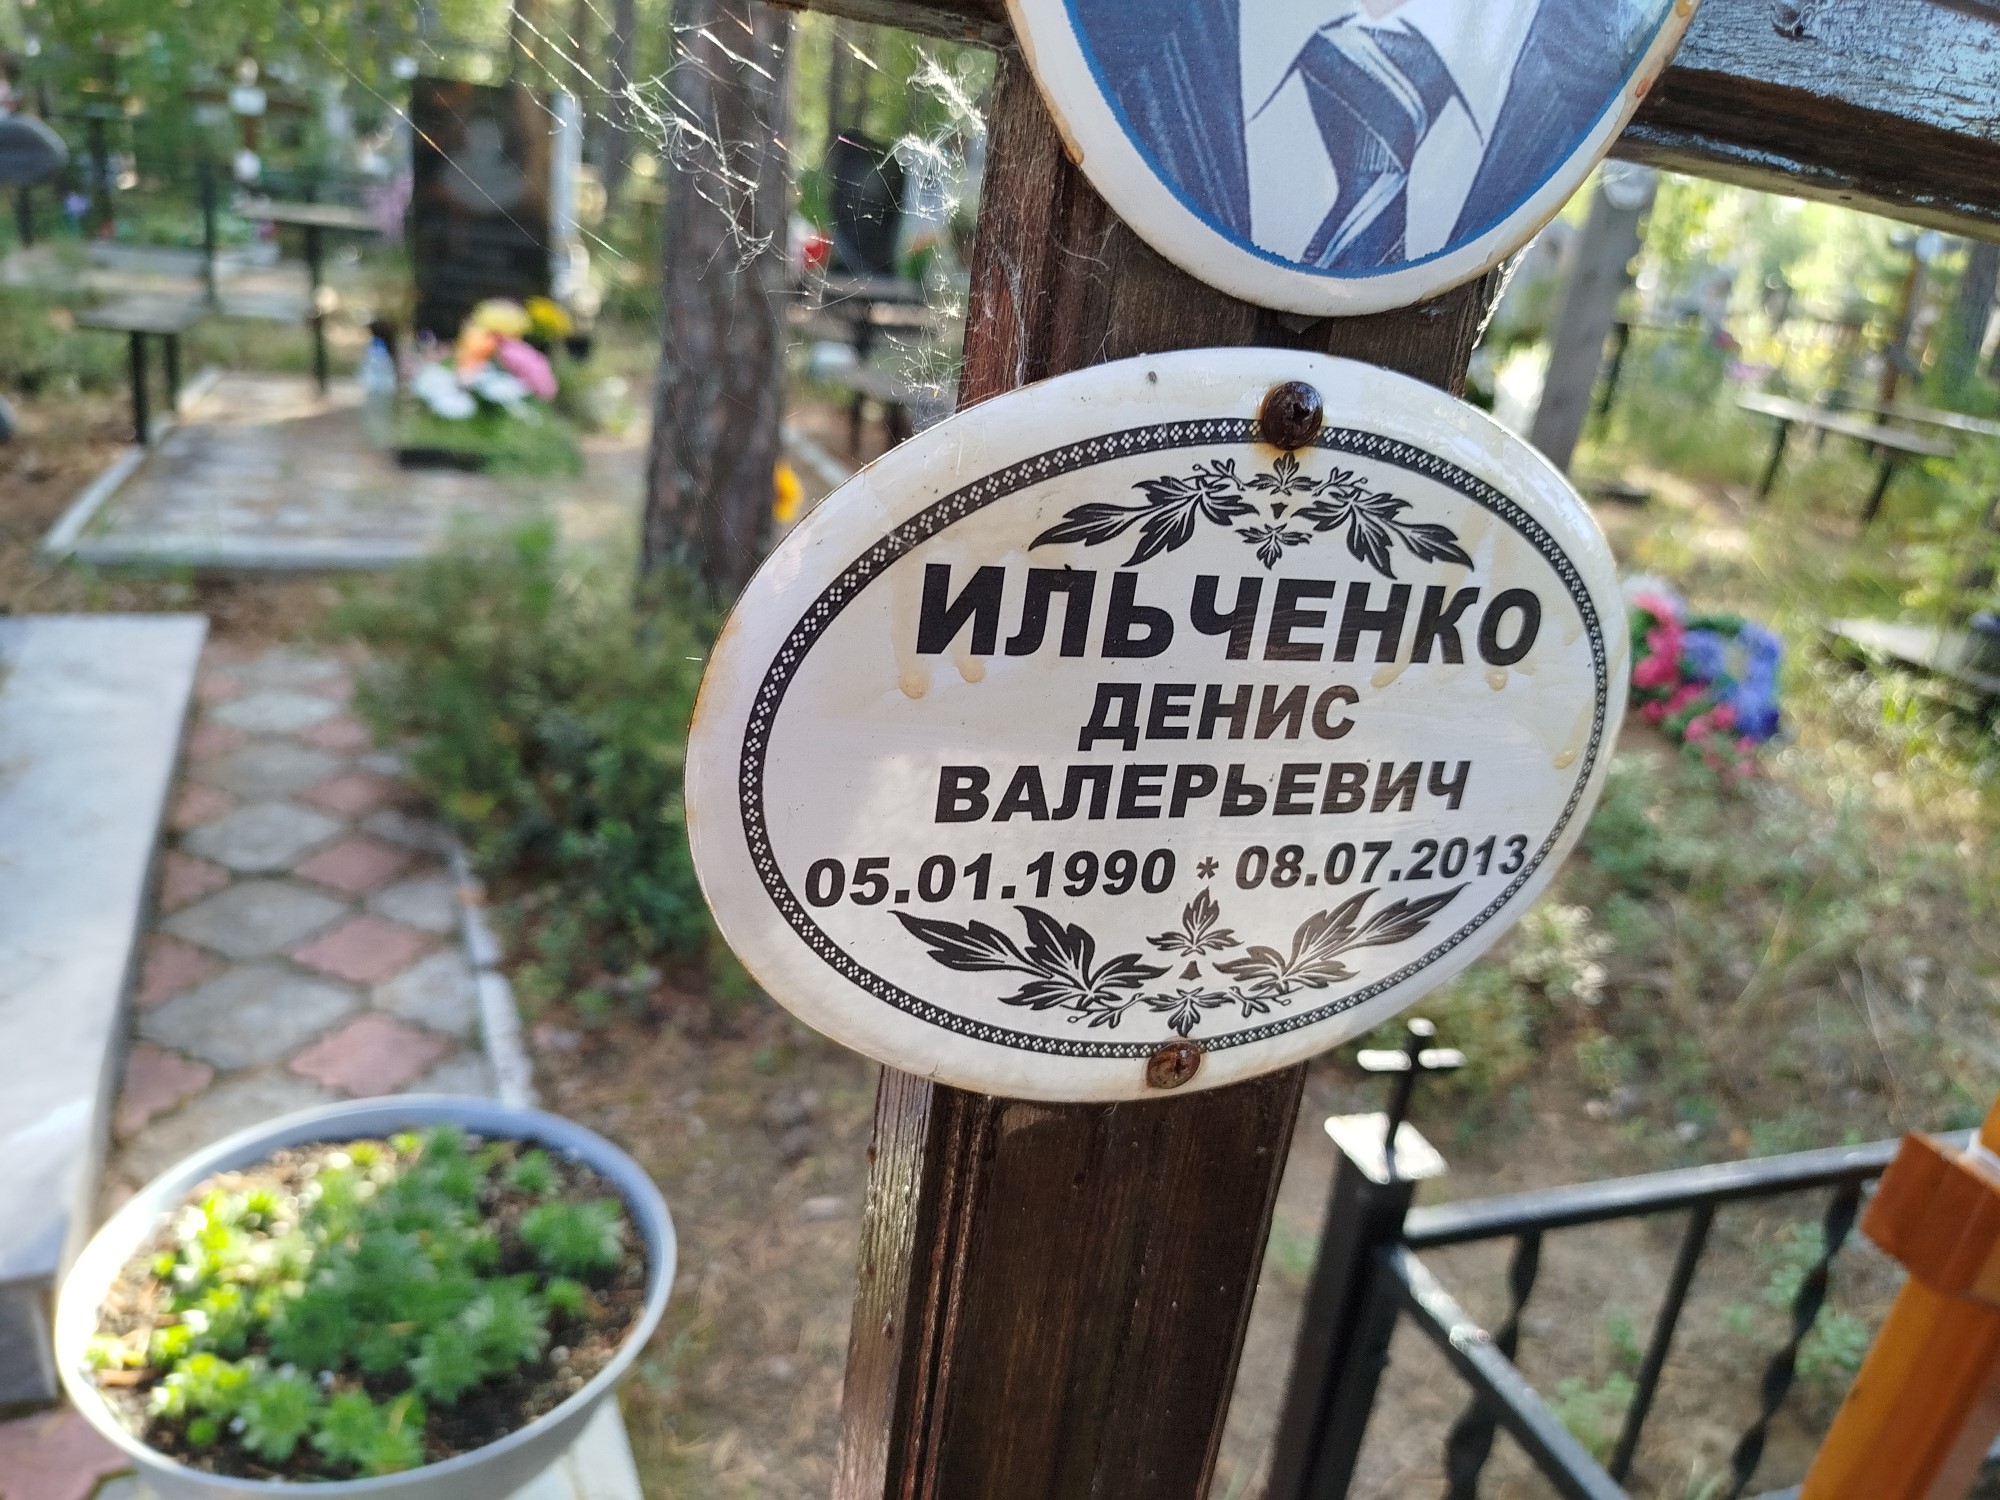 ИЛЬЧЕНКО
ДЕНИС
ВАЛЕРЬЕВИЧ
05.01.1990 * 08.07.2013